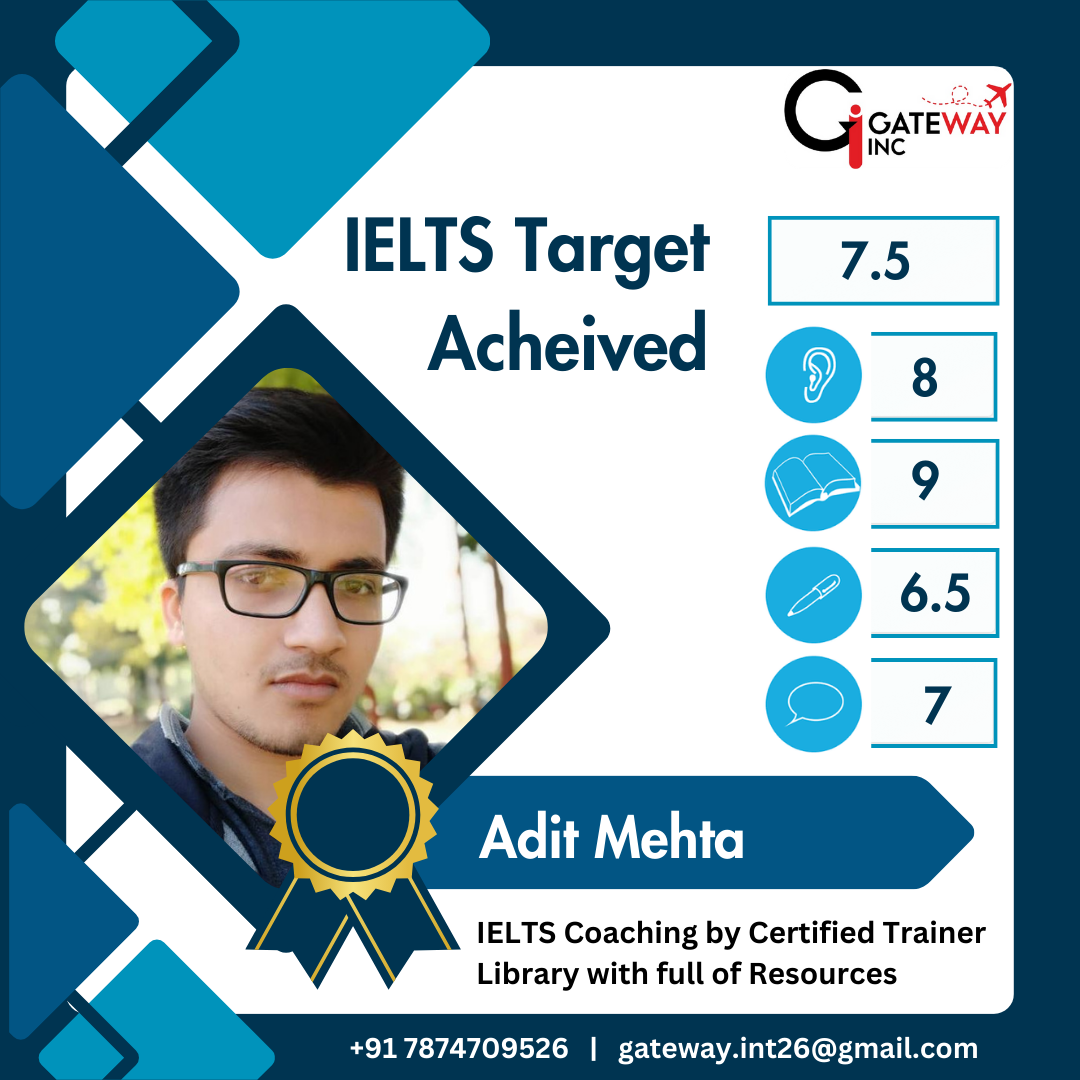 GATEWAY
INC
IELTS Target
Acheived
7.5
8
9
6.5
7
Adit Mehta
IELTS Coaching by Certified Trainer
Library with full of Resources
+91 7874709526 | gateway.int26@gmail.com